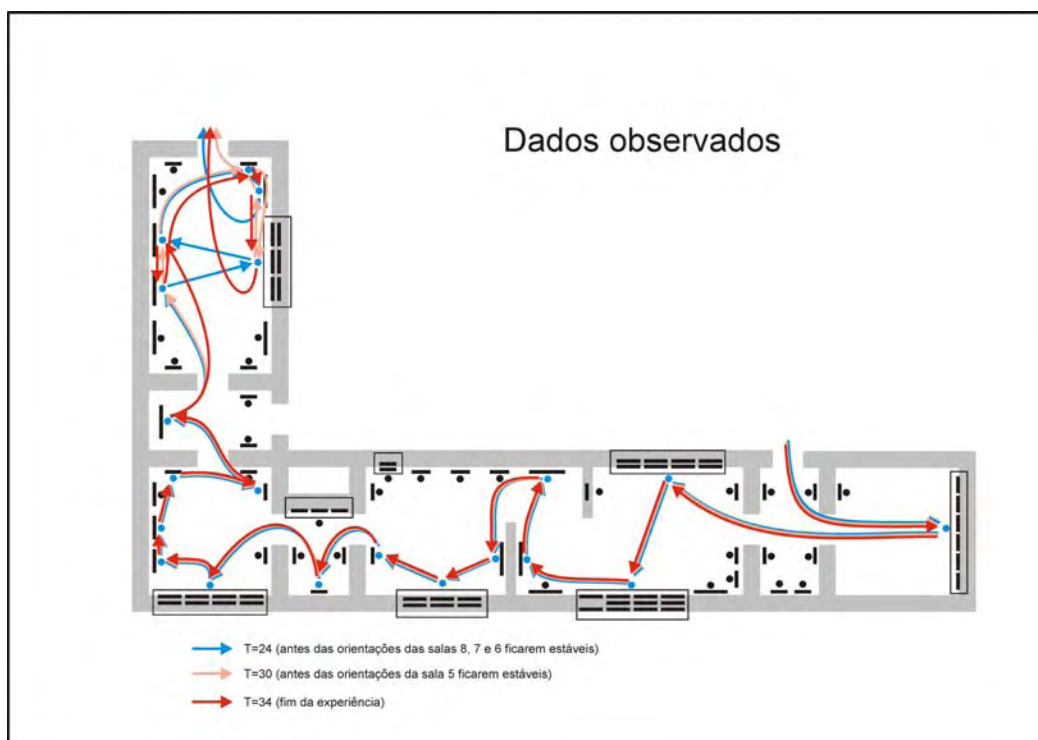 Dados observados
T=24 (antes das orientações das salas 8, 7 e 6 ficarem estáveis)
T=30 (antes das orientações da sala 5 ficarem estáveis)
T=34 (fim da experiência)